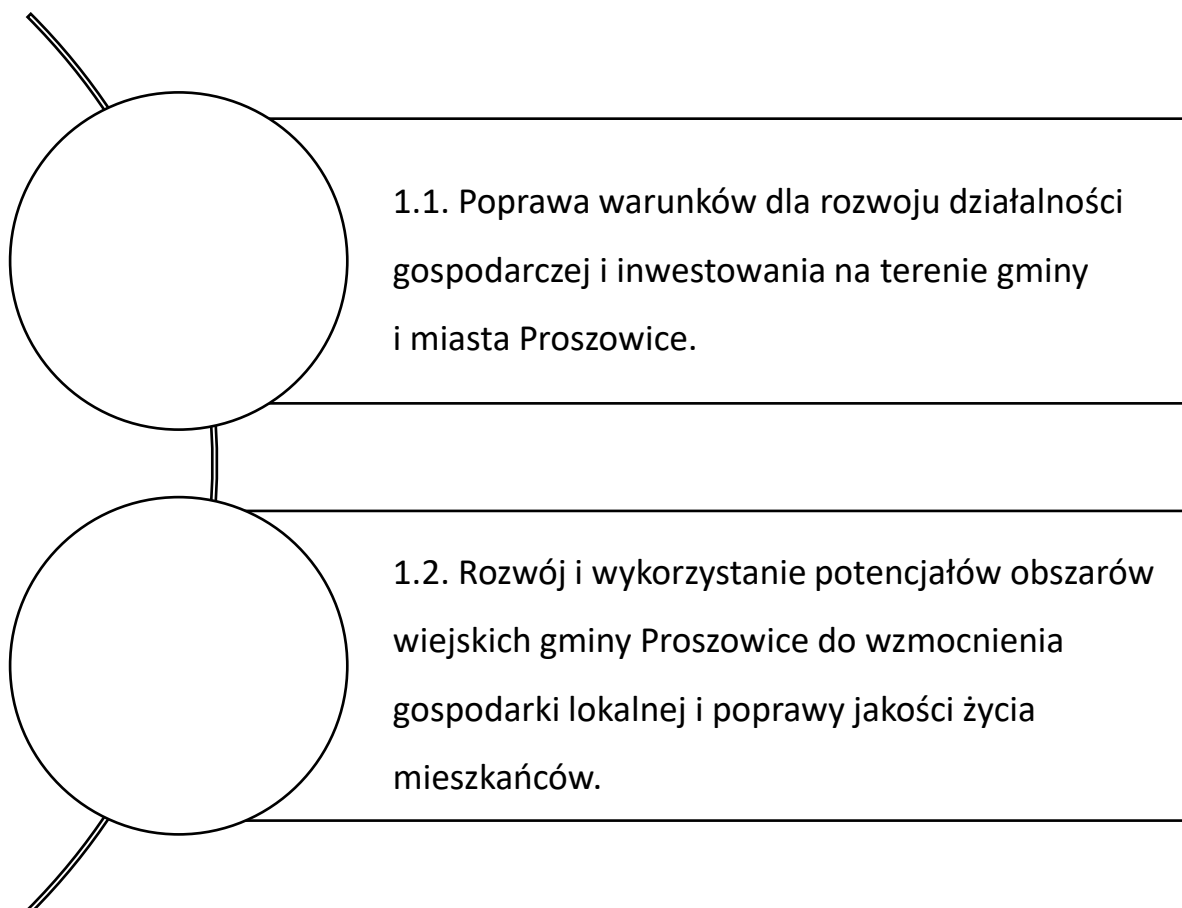 1.1. Poprawa warunków dla rozwoju działalności
gospodarczej i inwestowania na terenie gminy
i miasta Proszowice.
1.2. Rozwój i wykorzystanie potencjałów obszarów
wiejskich gminy Proszowice do wzmocnienia
gospodarki lokalnej i poprawy jakości życia
mieszkańców.